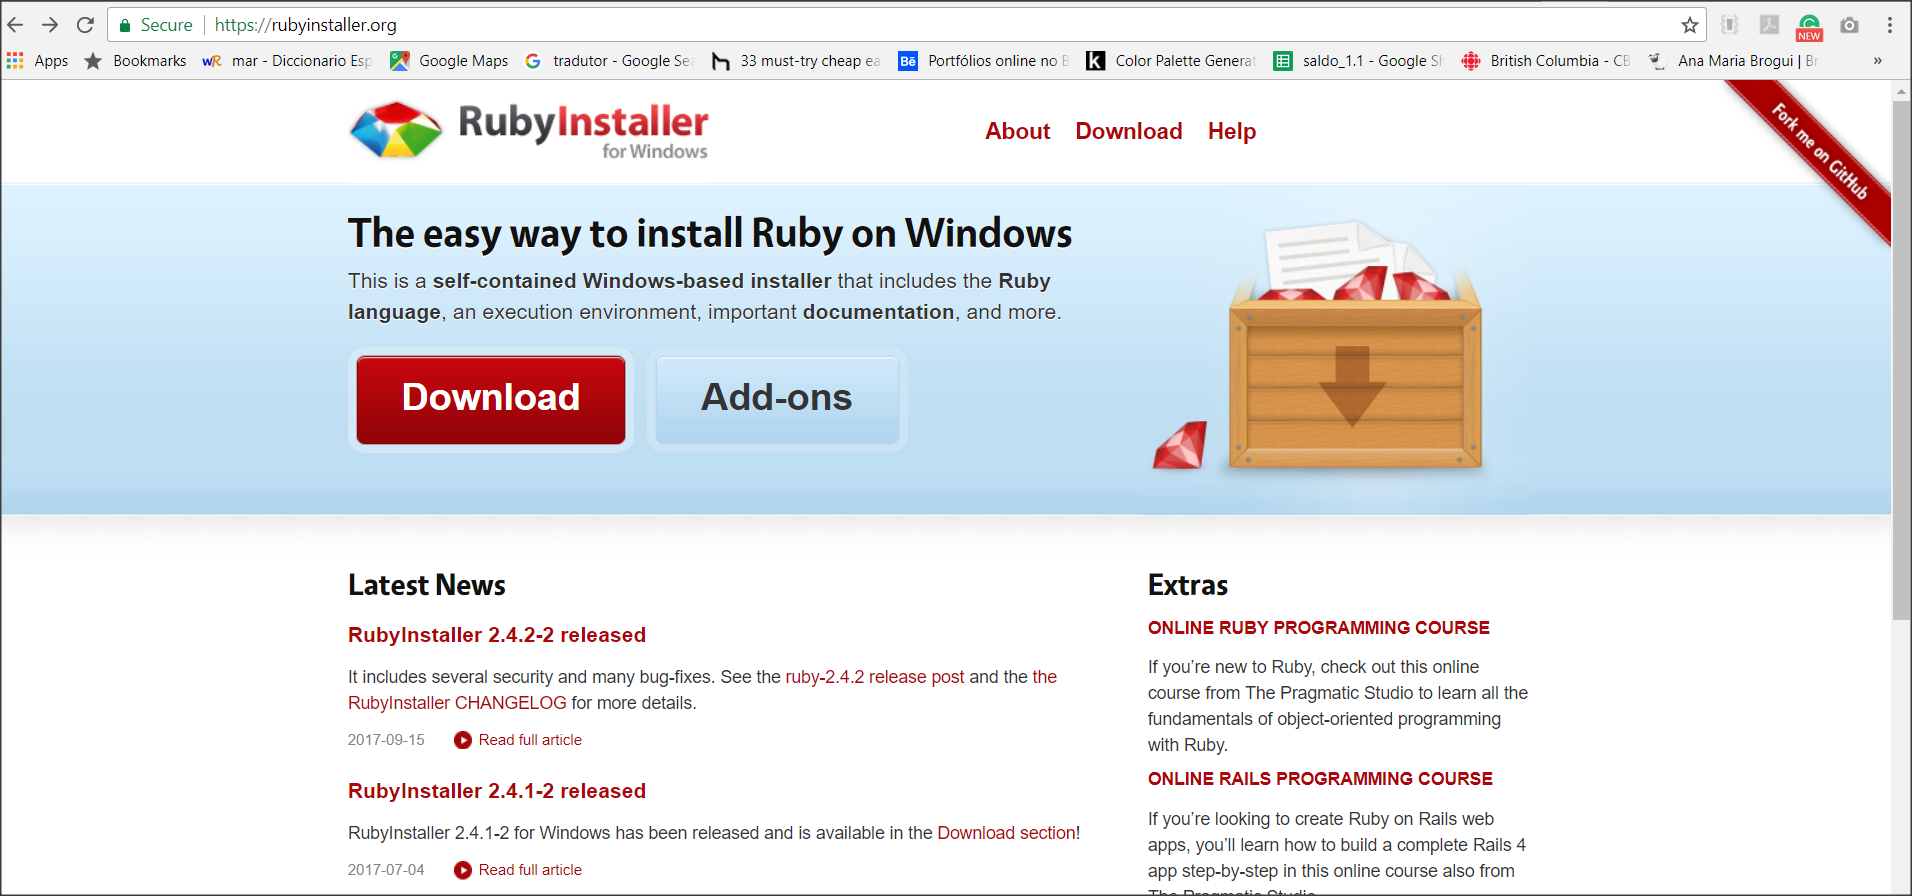 Secure https://rubyinstaller.org
NEW
Apps Bookmarks wR mar - Diccionario Esp Google Maps tradutor - Google Sea 33 must-try cheap ea Bē Portfólios online no B K Color Palette Generat saldo_1.1 - Google Sh British Columbia - CB Ana Maria Brogui | Br »
RubyInstaller
for Windows
About Download Help
Fork me on GitHub
The easy way to install Ruby on Windows
This is a self-contained Windows-based installer that includes the Ruby
language, an execution environment, important documentation, and more.
Download Add-ons
Latest News
RubyInstaller 2.4.2-2 released
It includes several security and many bug-fixes. See the ruby-2.4.2 release post and the the
RubyInstaller CHANGELOG for more details.
2017-09-15 Read full article
RubyInstaller 2.4.1-2 released
RubyInstaller 2.4.1-2 for Windows has been released and is available in the Download section!
2017-07-04 Read full article
Extras
ONLINE RUBY PROGRAMMING COURSE
If you’re new to Ruby, check out this online
course from The Pragmatic Studio to learn all the
fundamentals of object-oriented programming
with Ruby.
ONLINE RAILS PROGRAMMING COURSE
If you’re looking to create Ruby on Rails web
apps, you’ll learn how to build a complete Rails 4
app step-by-step in this online course also from
The Pragmatic Studio.